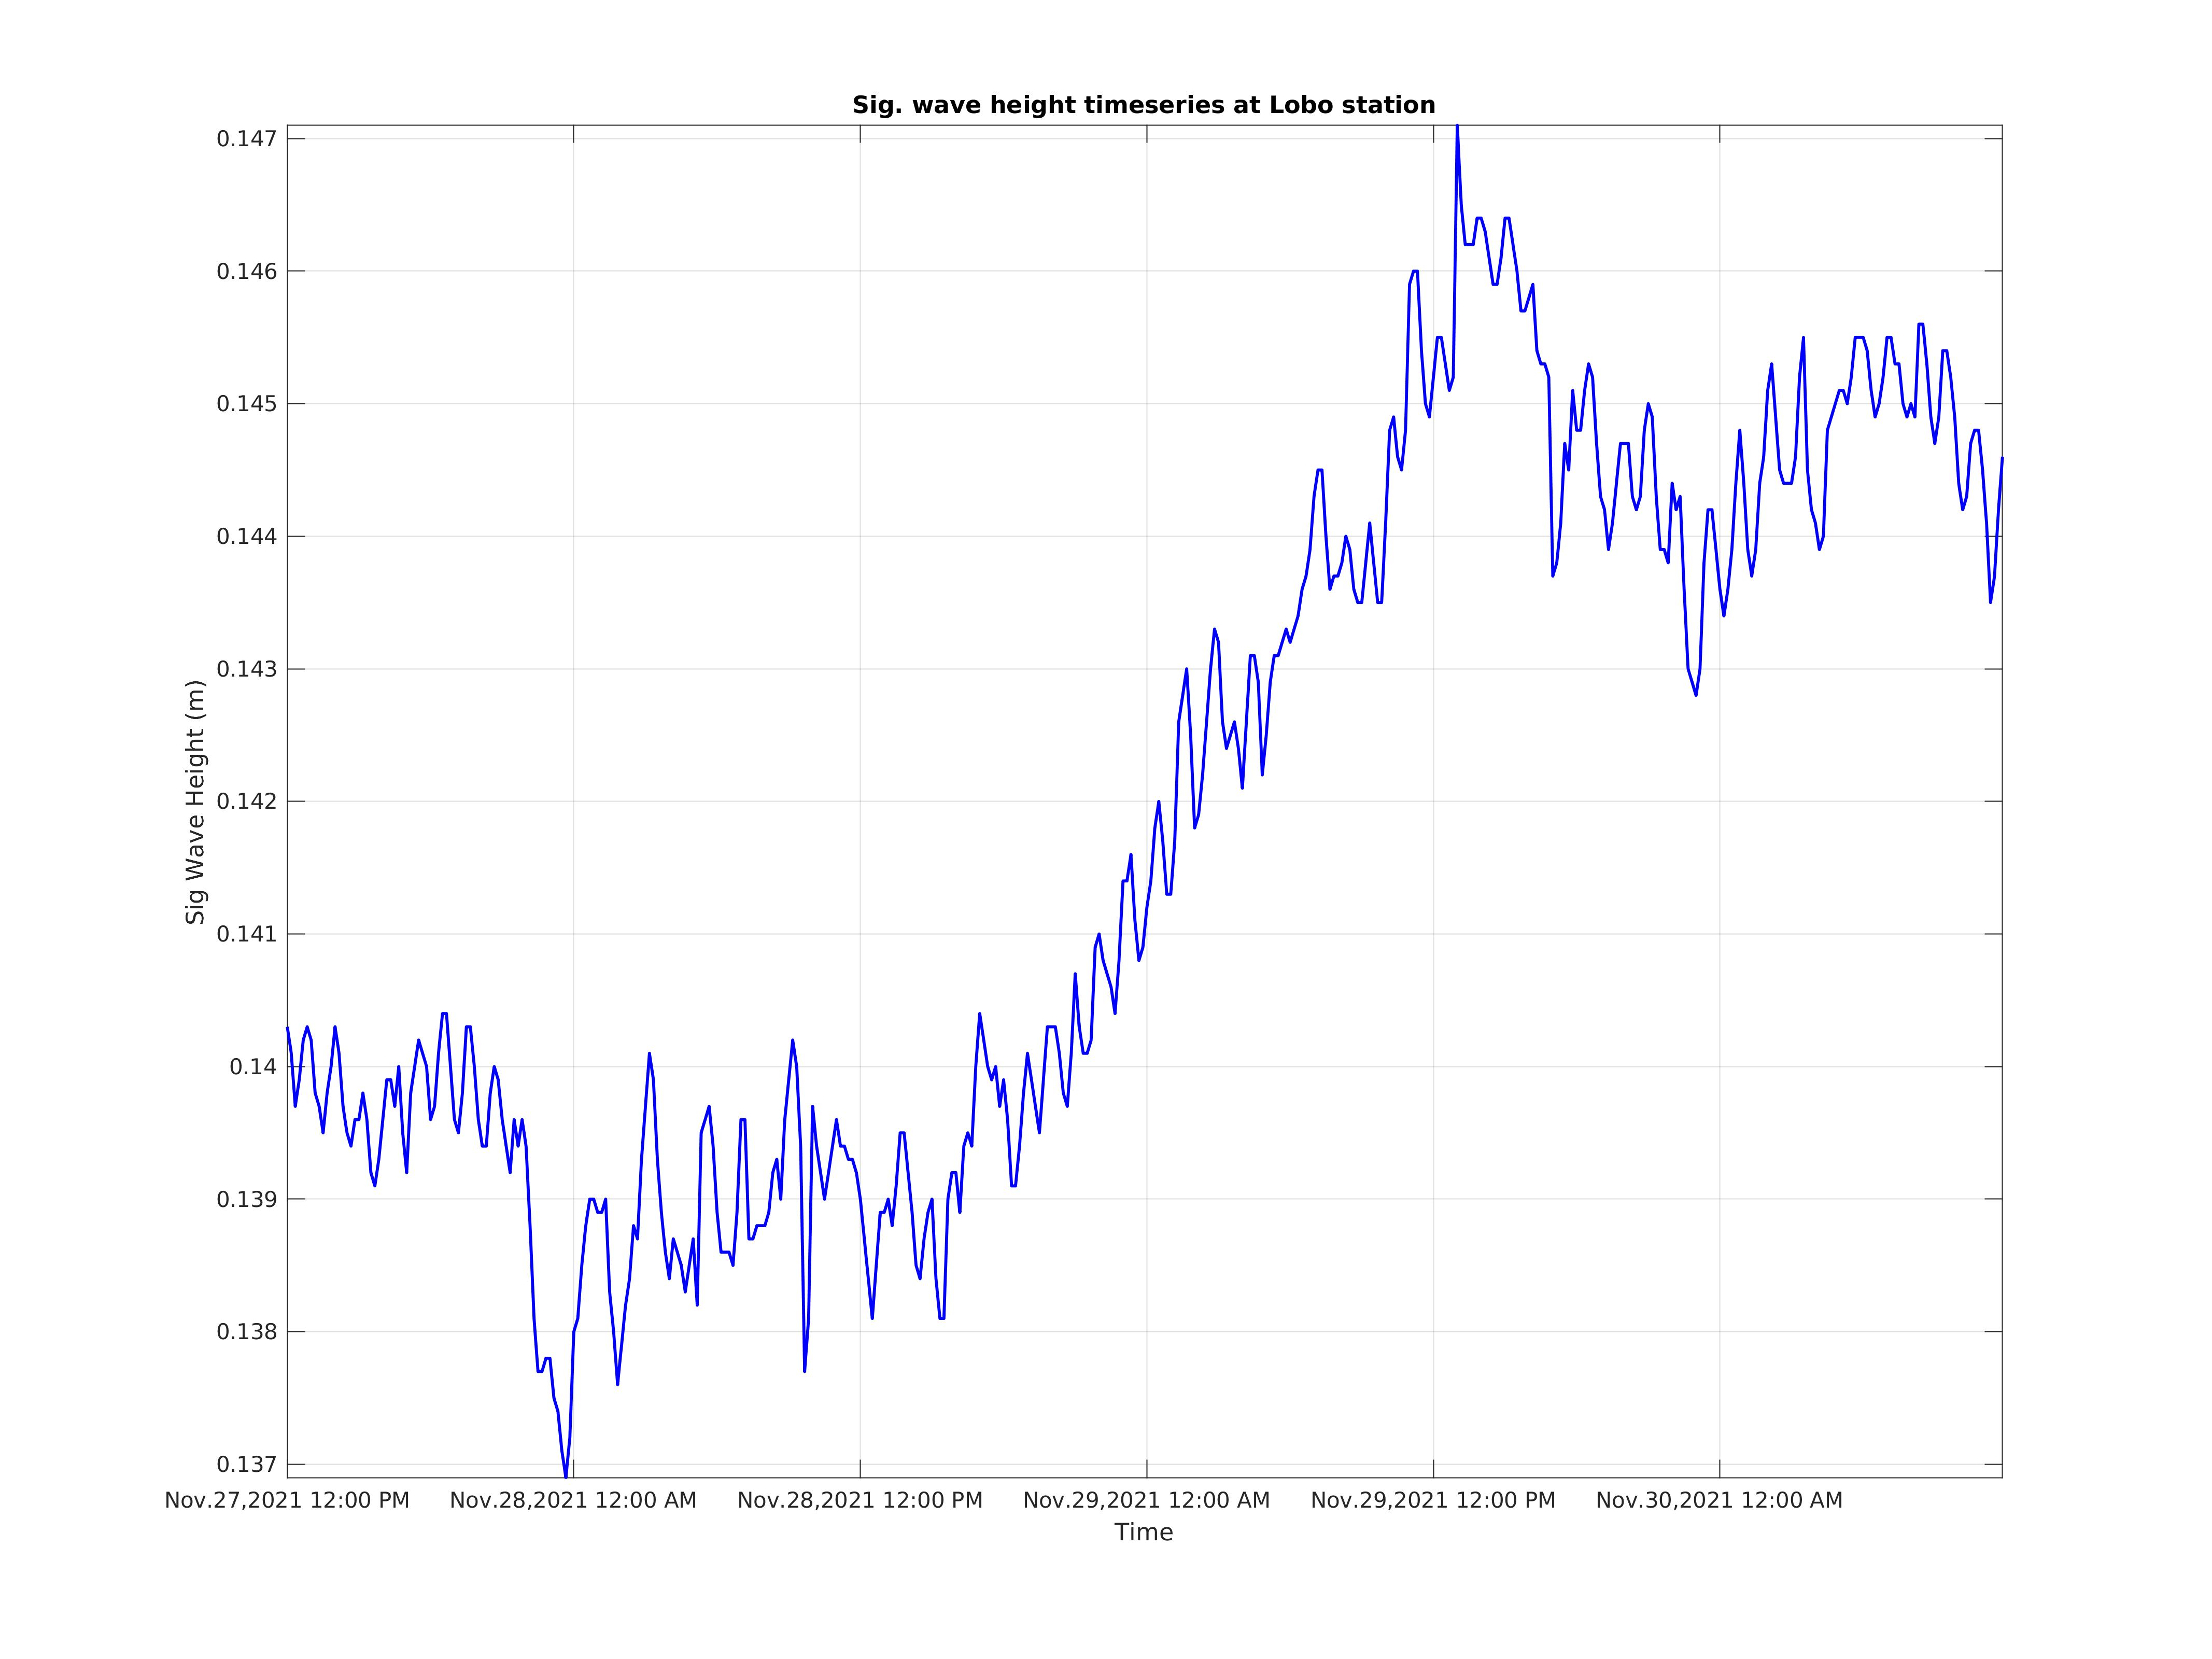 Sig. wave height timeseries at Lobo station
0.147
0.146
0.145
0.144
0.143
0.142
0.141
0.14
0.139
0.138
0.137
Sig Wave Height (m)
Nov.27,2021 12:00 PM Nov.28,2021 12:00 AM Nov.28,2021 12:00 PM Nov.29,2021 12:00 AM Nov.29,2021 12:00 PM Nov.30,2021 12:00 AM
Time